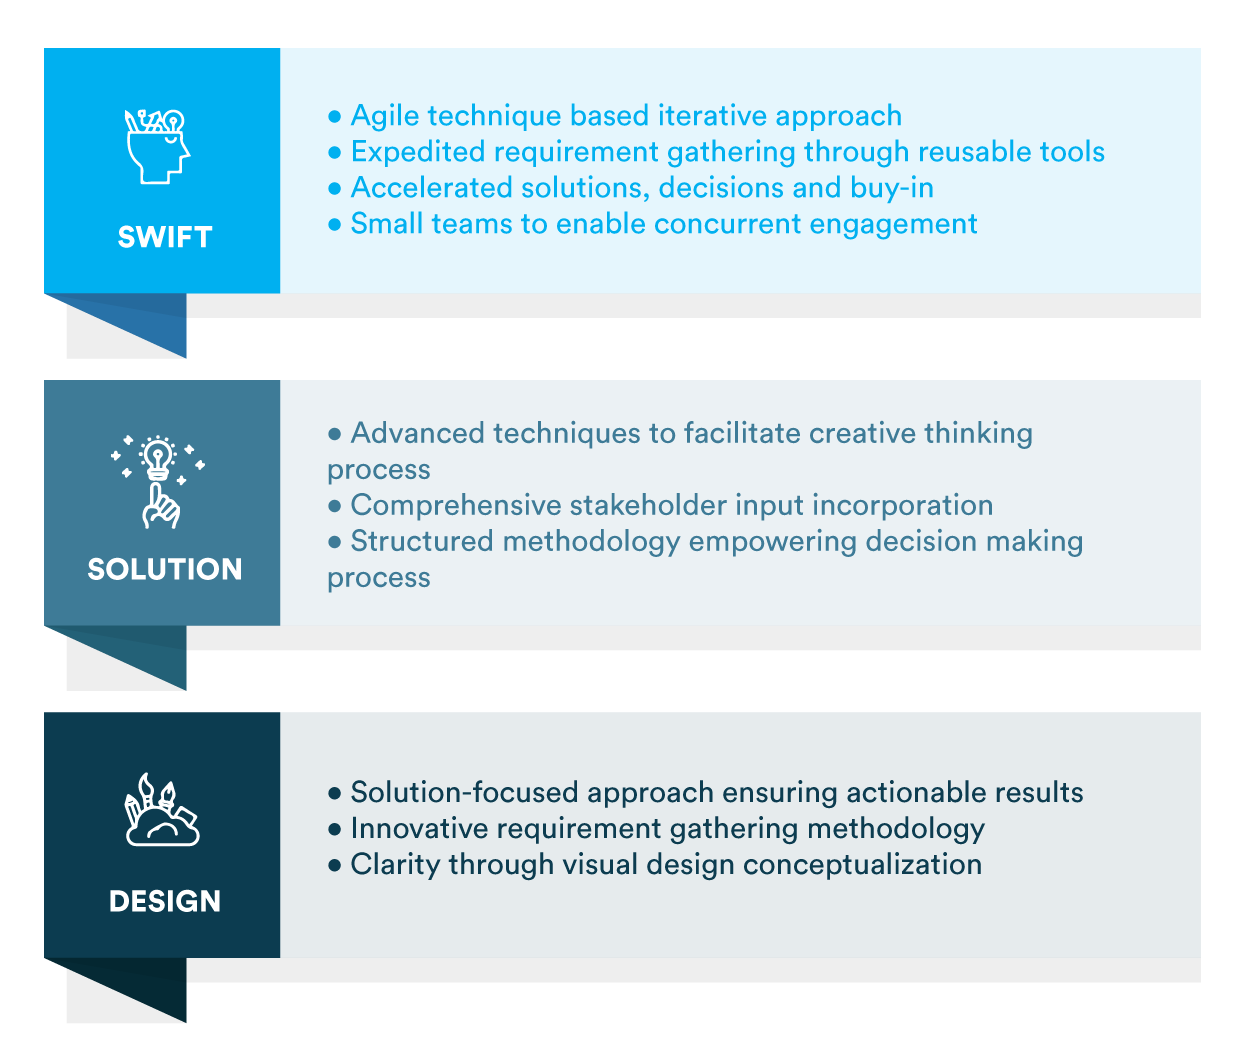 SWIFT
● Agile technique based iterative approach
● Expedited requirement gathering through reusable tools
● Accelerated solutions, decisions and buy-in
● Small teams to enable concurrent engagement
SOLUTION
● Advanced techniques to facilitate creative thinking
process
● Comprehensive stakeholder input incorporation
● Structured methodology empowering decision making
process
DESIGN
● Solution-focused approach ensuring actionable results
● Innovative requirement gathering methodology
● Clarity through visual design conceptualization